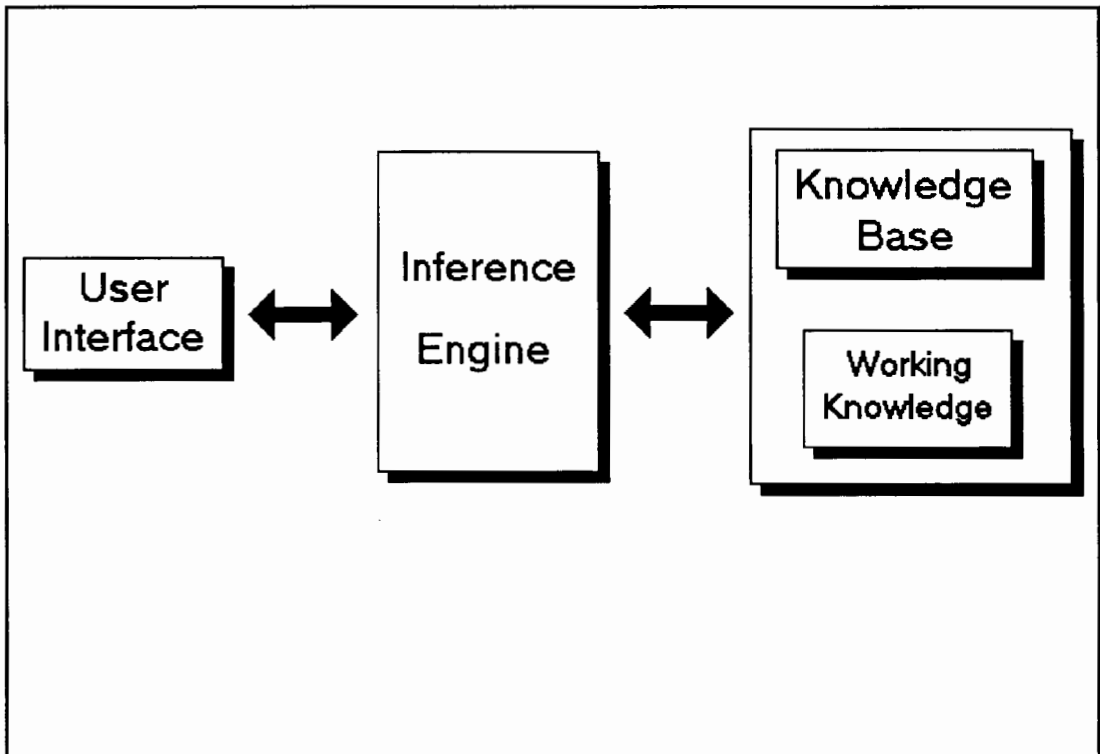 User
Interface
Inference
Engine
Knowledge
Base
Working
Knowledge